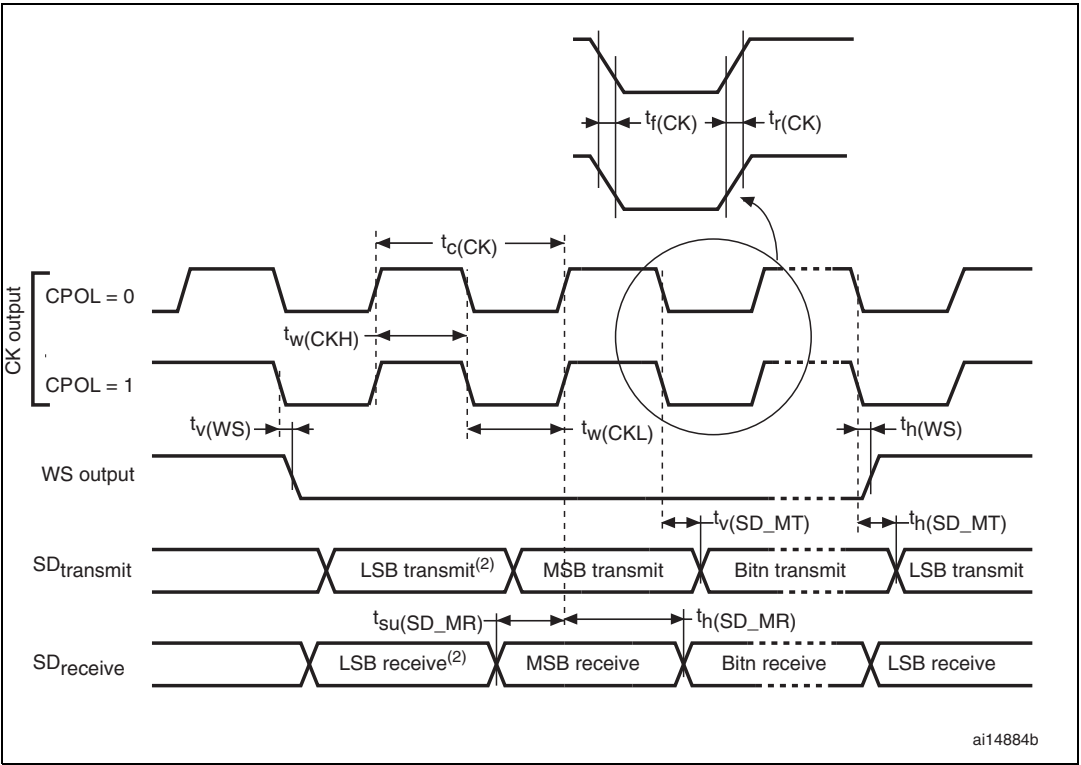 tf(CK)
tr(CK)
tc(CK)
CK output
CPOL = 0
tw(CKH)
CPOL = 1
tv(WS)
tw(CKL)
th(WS)
WS output
tv(SD_MT)
th(SD_MT)
SDtransmit
LSB transmit(2)
MSB transmit
Bitn transmit
LSB transmit
tsu(SD_MR)
th(SD_MR)
SDreceive
LSB receive(2)
MSB receive
Bitn receive
LSB receive
ai14884b